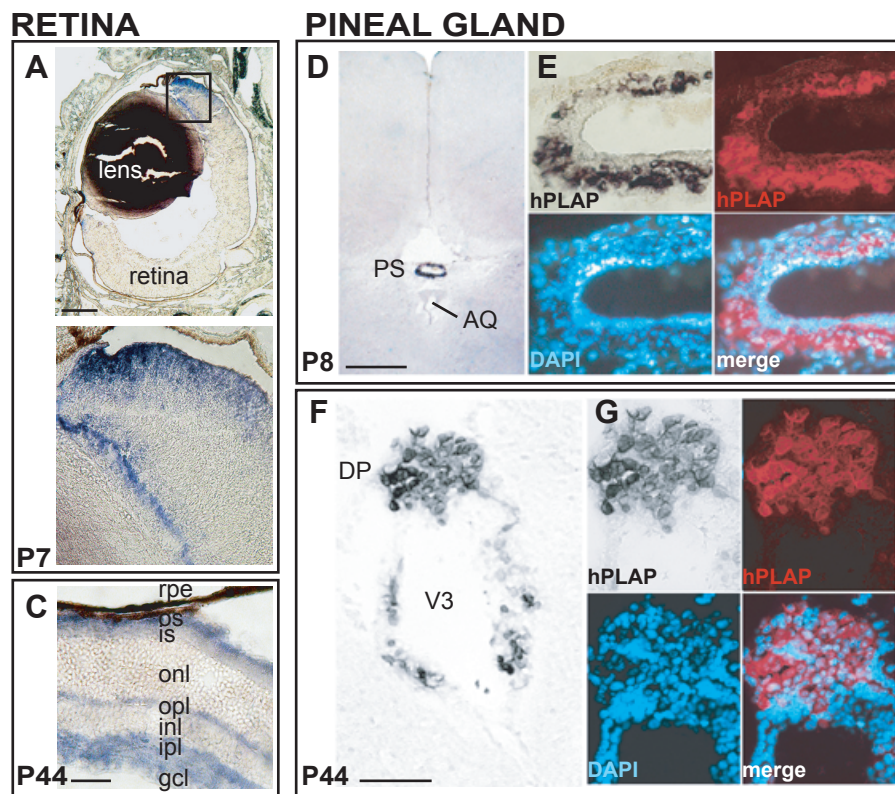 RETINA
A
lens
retina
P7
C
rpe
os
is
onl
opl
inl
ipl
gcl
P44
PINEAL GLAND
D
PS
AQ
P8
E
hPLAP
hPLAP
DAPI
merge
F
DP
V3
P44
G
hPLAP
hPLAP
DAPI
merge